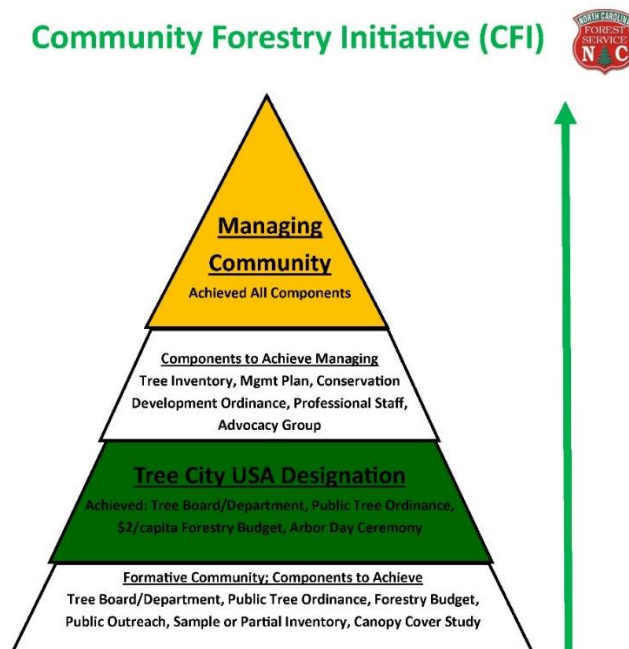 Community Forestry Initiative (CFI)
NORTH CAROLINA
FOREST
SERVICE
N C
Managing
Community
Achieved All Components
Components to Achieve Managing
Tree Inventory, Mgmt Plan, Conservation
Development Ordinance, Professional Staff,
Advocacy Group
Tree City USA Designation
Achieved: Tree Board/Department, Public Tree Ordinance,
$2/capita Forestry Budget, Arbor Day Ceremony
Formative Community; Components to Achieve
Tree Board/Department, Public Tree Ordinance, Forestry Budget,
Public Outreach, Sample or Partial Inventory, Canopy Cover Study